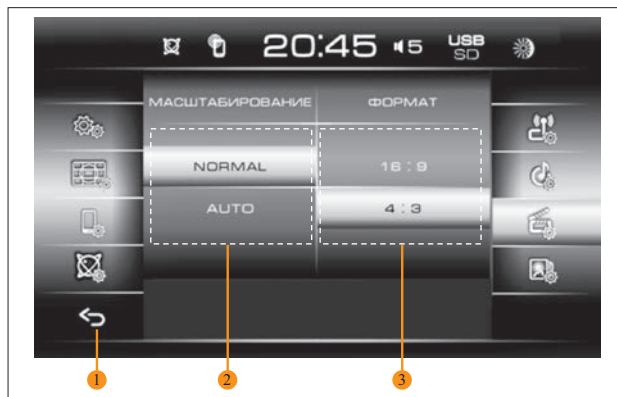 20:45 5 USB
SD
МАСШТАБИРОВАНИЕ ФОРМАТ
NORMAL 16:9
AUTO 4:3
1 2 3